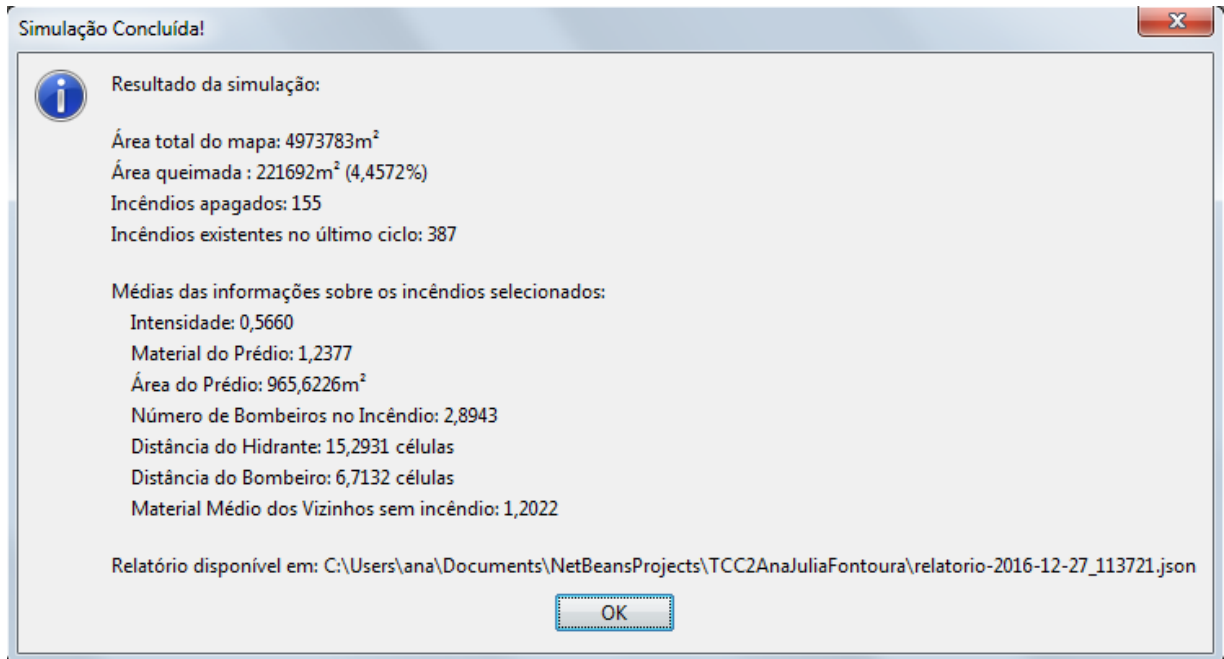 Simulação Concluída!
Resultado da simulação:
Área total do mapa: 4973783m²
Área queimada : 221692m² (4,4572%)
Incêndios apagados: 155
Incêndios existentes no último ciclo: 387
Médias das informações sobre os incêndios selecionados:
Intensidade: 0,5660
Material do Prédio: 1,2377
Área do Prédio: 965,6226m²
Número de Bombeiros no Incêndio: 2,8943
Distância do Hidrante: 15,2931 células
Distância do Bombeiro: 6,7132 células
Material Médio dos Vizinhos sem incêndio: 1,2022
Relatório disponível em: C:\Users\ana\Documents\NetBeansProjects\TCC2AnaJuliaFontoura\relatorio-2016-12-27_113721.json
OK